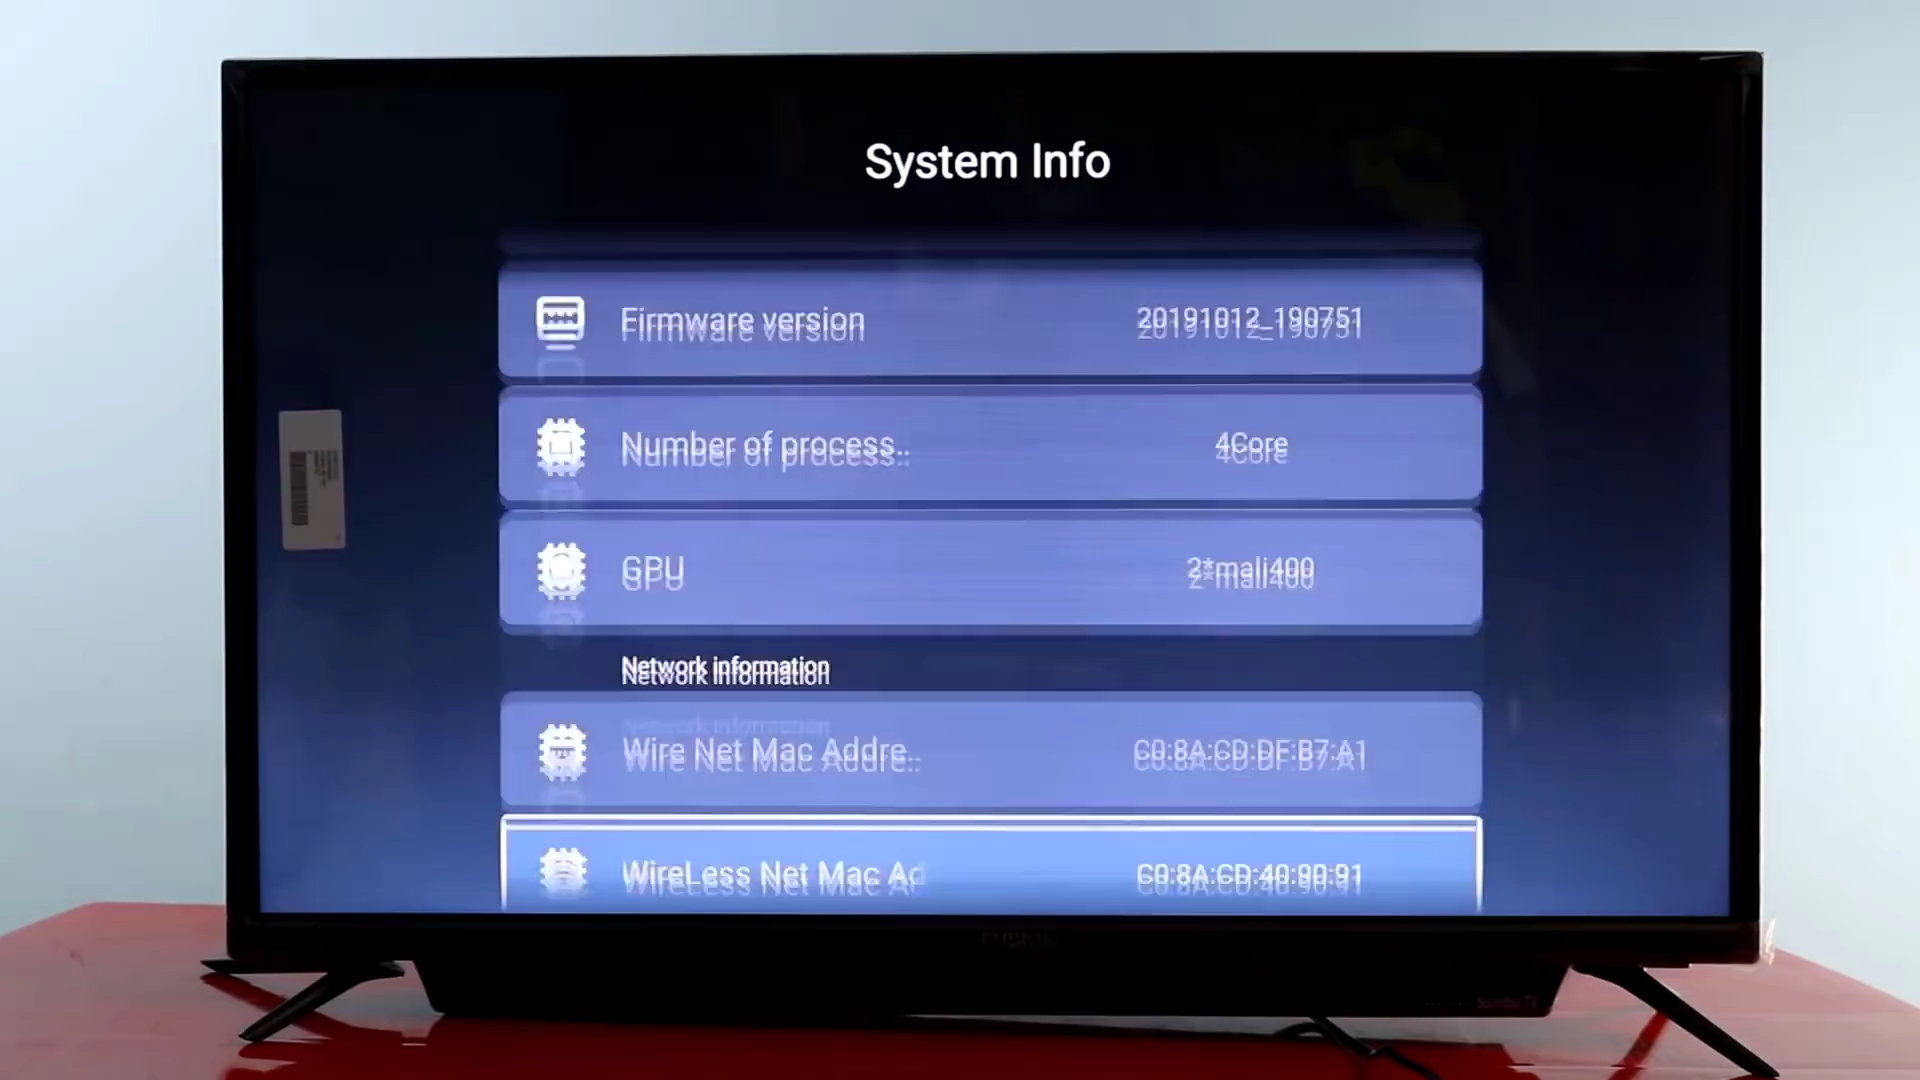 System Info
Firmware version 20191012_190751
Number of process.. 4Core
GPU 2*mali400
Network information
Wire Net Mac Addre.. C0:8A:CD:DF:B7:A1
WireLess Net Mac Ad C0:8A:CD:40:90:91